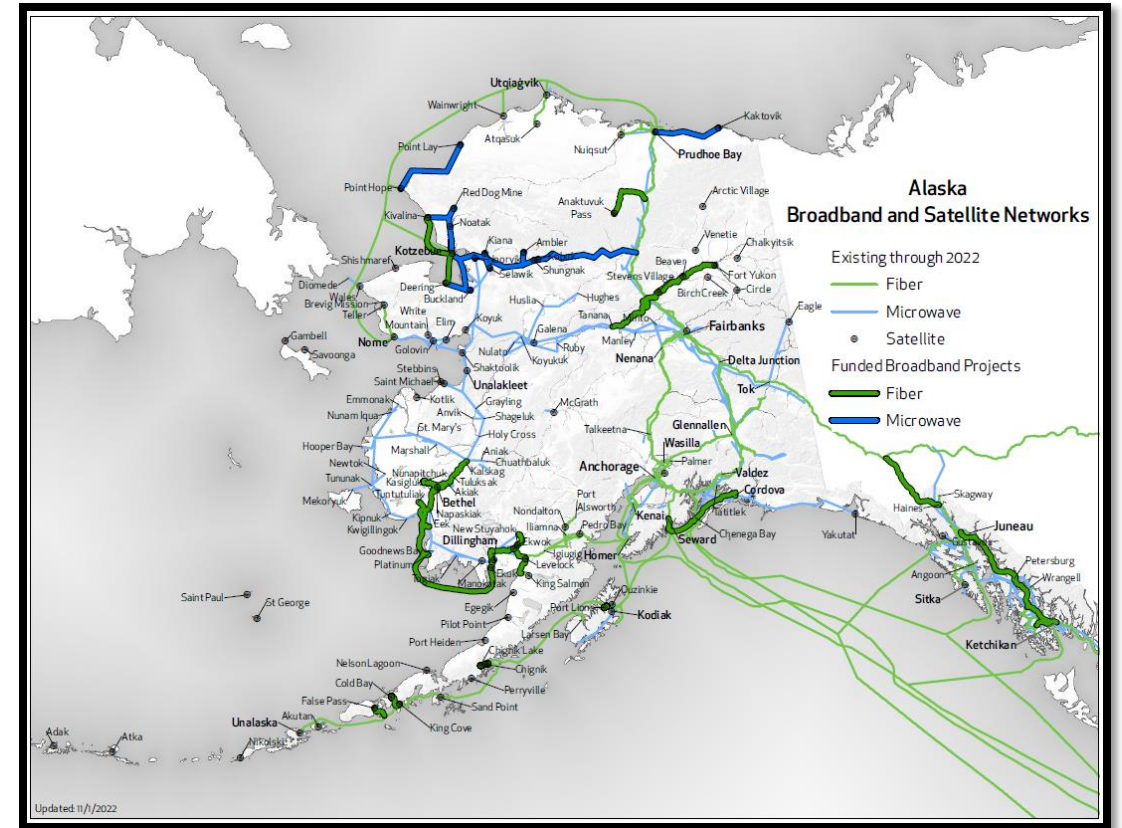 Utqiaġvik
Wainwright
Atqasuk
Kaktovik
Nuiqsut
Prudhoe Bay
Point Lay
Point Hope
Red Dog Mine
Anaktuvuk
Pass
Arctic Village
Kivalina
Noatak
Alaska
Broadband and Satellite Networks
Kotzebue
Kiana
Ambler
Venetie
Chalkyitsik
Shishmaref
Selawik
Shungnak
Beaver
Stevens Village
Fort Yukon
Existing through 2022
Fiber
Diomede
Wales
Deering
Buckland
Birch Creek
Circle
Brevig Mission
Teller
White
Mountain
Elim
Koyuk
Huslia
Hughes
Tanana
Minto
Eagle
Microwave
Gambell
Savoonga
Nome
Golovin
Galena
Ruby
Manley
Fairbanks
Satellite
Nulato
Koyukuk
Nenana
Delta Junction
Funded Broadband Projects
Stebbins
Saint Michael
Shaktoolik
Unalakleet
Tok
Fiber
Emmonak
Kotlik
Grayling
McGrath
Microwave
Nunam Iqua
Anvik
Shageluk
St. Mary's
Holy Cross
Talkeetna
Glennallen
Wasilla
Hooper Bay
Marshall
Aniak
Chuathbaluk
Palmer
Newtok
Nunapitchuk
Kalskag
Anchorage
Valdez
Tununak
Kasigluk
Tuluksak
Cordova
Skagway
Mekoryuk
Tuntutuliak
Akiak
Bethel
Port
Alsworth
Haines
Kipnuk
Napaskiak
Nondalton
Kenai
Tatitlek
Kwigillingok
Eek
New Stuyahok
Iliamna
Pedro Bay
Seward
Chenega Bay
Yakutat
Juneau
Gustavus
Goodnews Bay
Dillingham
Ekwok
Igiugig
Homer
Petersburg
Platinum
Levelock
Angoon
Wrangell
Togiak
Manokotak
Ekuk
King Salmon
Ouzinkie
Sitka
Saint Paul
St George
Egegik
Port Lions
Kodiak
Pilot Point
Larsen Bay
Ketchikan
Port Heiden
Chignik Lake
Nelson Lagoon
Chignik
Cold Bay
Perryville
False Pass
Sand Point
Unalaska
Akutan
King Cove
Adak
Atka
Nikolski
Updated: 11/1/2022